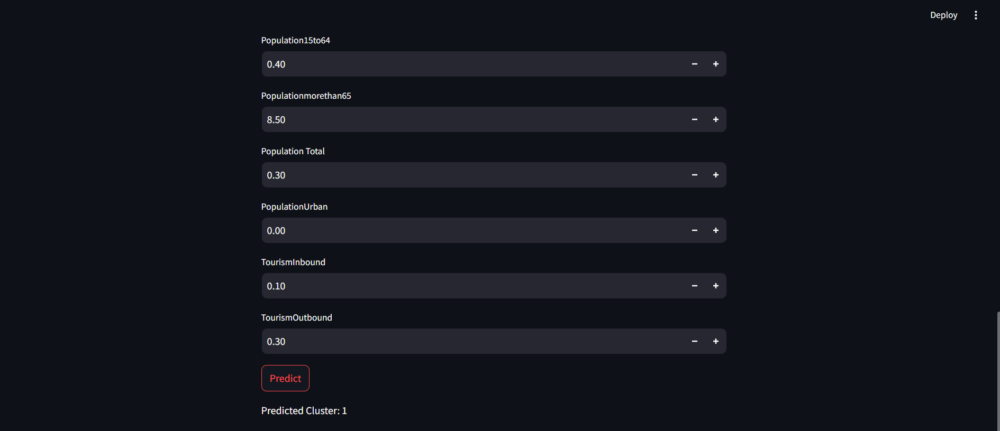 Deploy
Population15to64
0.40
Populationmorethan65
8.50
Population Total
0.30
PopulationUrban
0.00
TourismInbound
0.10
TourismOutbound
0.30
Predict
Predicted Cluster: 1